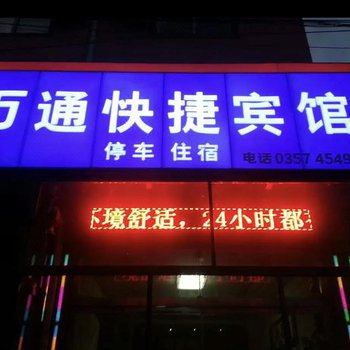 万通快捷宾馆
停车 住宿
电话 0357 4549
环境舒适，24小时都